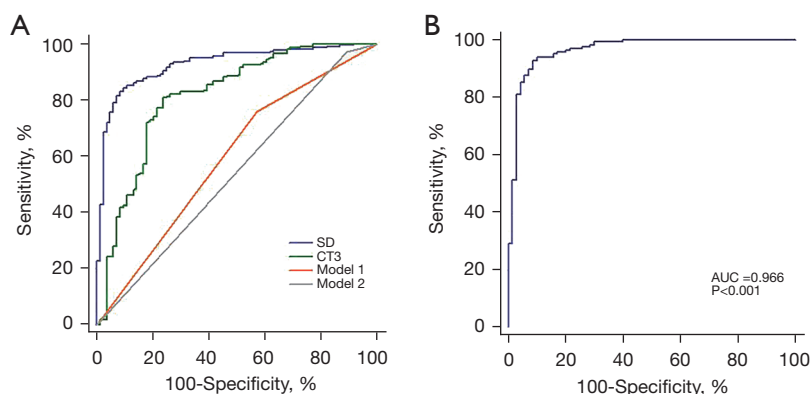 A
100
80
60
40
20
0
Sensitivity, %
SD
CT3
Model 1
Model 2
0 20 40 60 80 100
100-Specificity, %
B
100
80
60
40
20
0
Sensitivity, %
AUC =0.966
P<0.001
0 20 40 60 80 100
100-Specificity, %